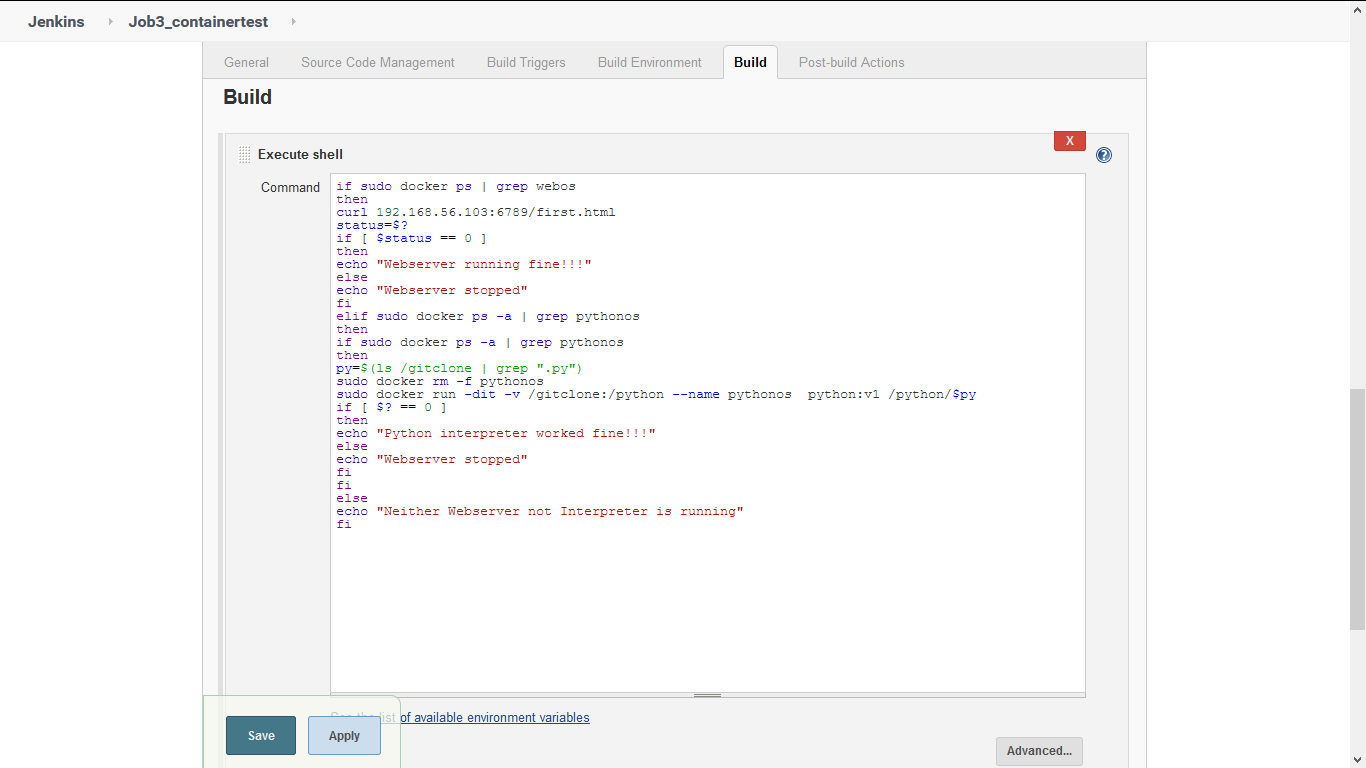 Jenkins Job3_containertest
General Source Code Management Build Triggers Build Environment Build Post-build Actions
Build
X
Execute shell
?
Command
if sudo docker ps | grep webos
then
curl 192.168.56.103:6789/first.html
status=$?
if [ $status == 0 ]
then
echo "Webserver running fine!!!"
else
echo "Webserver stopped"
fi
elif sudo docker ps -a | grep pythonos
then
if sudo docker ps -a | grep pythonos
then
py=$(ls /gitclone | grep ".py")
sudo docker rm -f pythonos
sudo docker run -dit -v /gitclone:/python --name pythonos  python:v1 /python/$py
if [ $? == 0 ]
then
echo "Python interpreter worked fine!!!"
else
echo "Webserver stopped"
fi
fi
else
echo "Neither Webserver not Interpreter is running"
fi
See the list of available environment variables
Save Apply
Advanced...